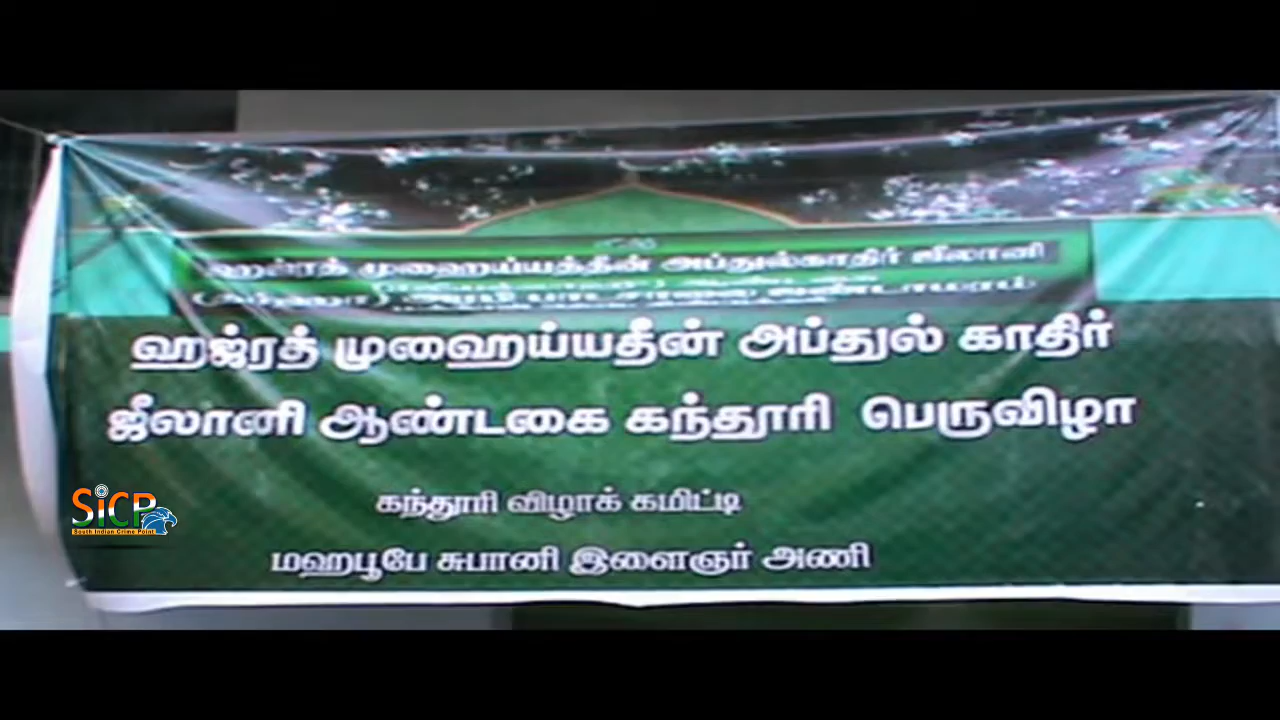 ஹஜ்ரத் முஹைய்யத்தீன் அப்துல்காதிர் ஜீலானி
ஹஜ்ரத் முஹைய்யதீன் அப்துல் காதிர்
ஜீலானி ஆண்டகை கந்தூரி பெருவிழா
கந்தூரி விழாக் கமிட்டி
மஹபூபே சுபானி இளைஞர் அணி
SiCP
South Indian Crime Point